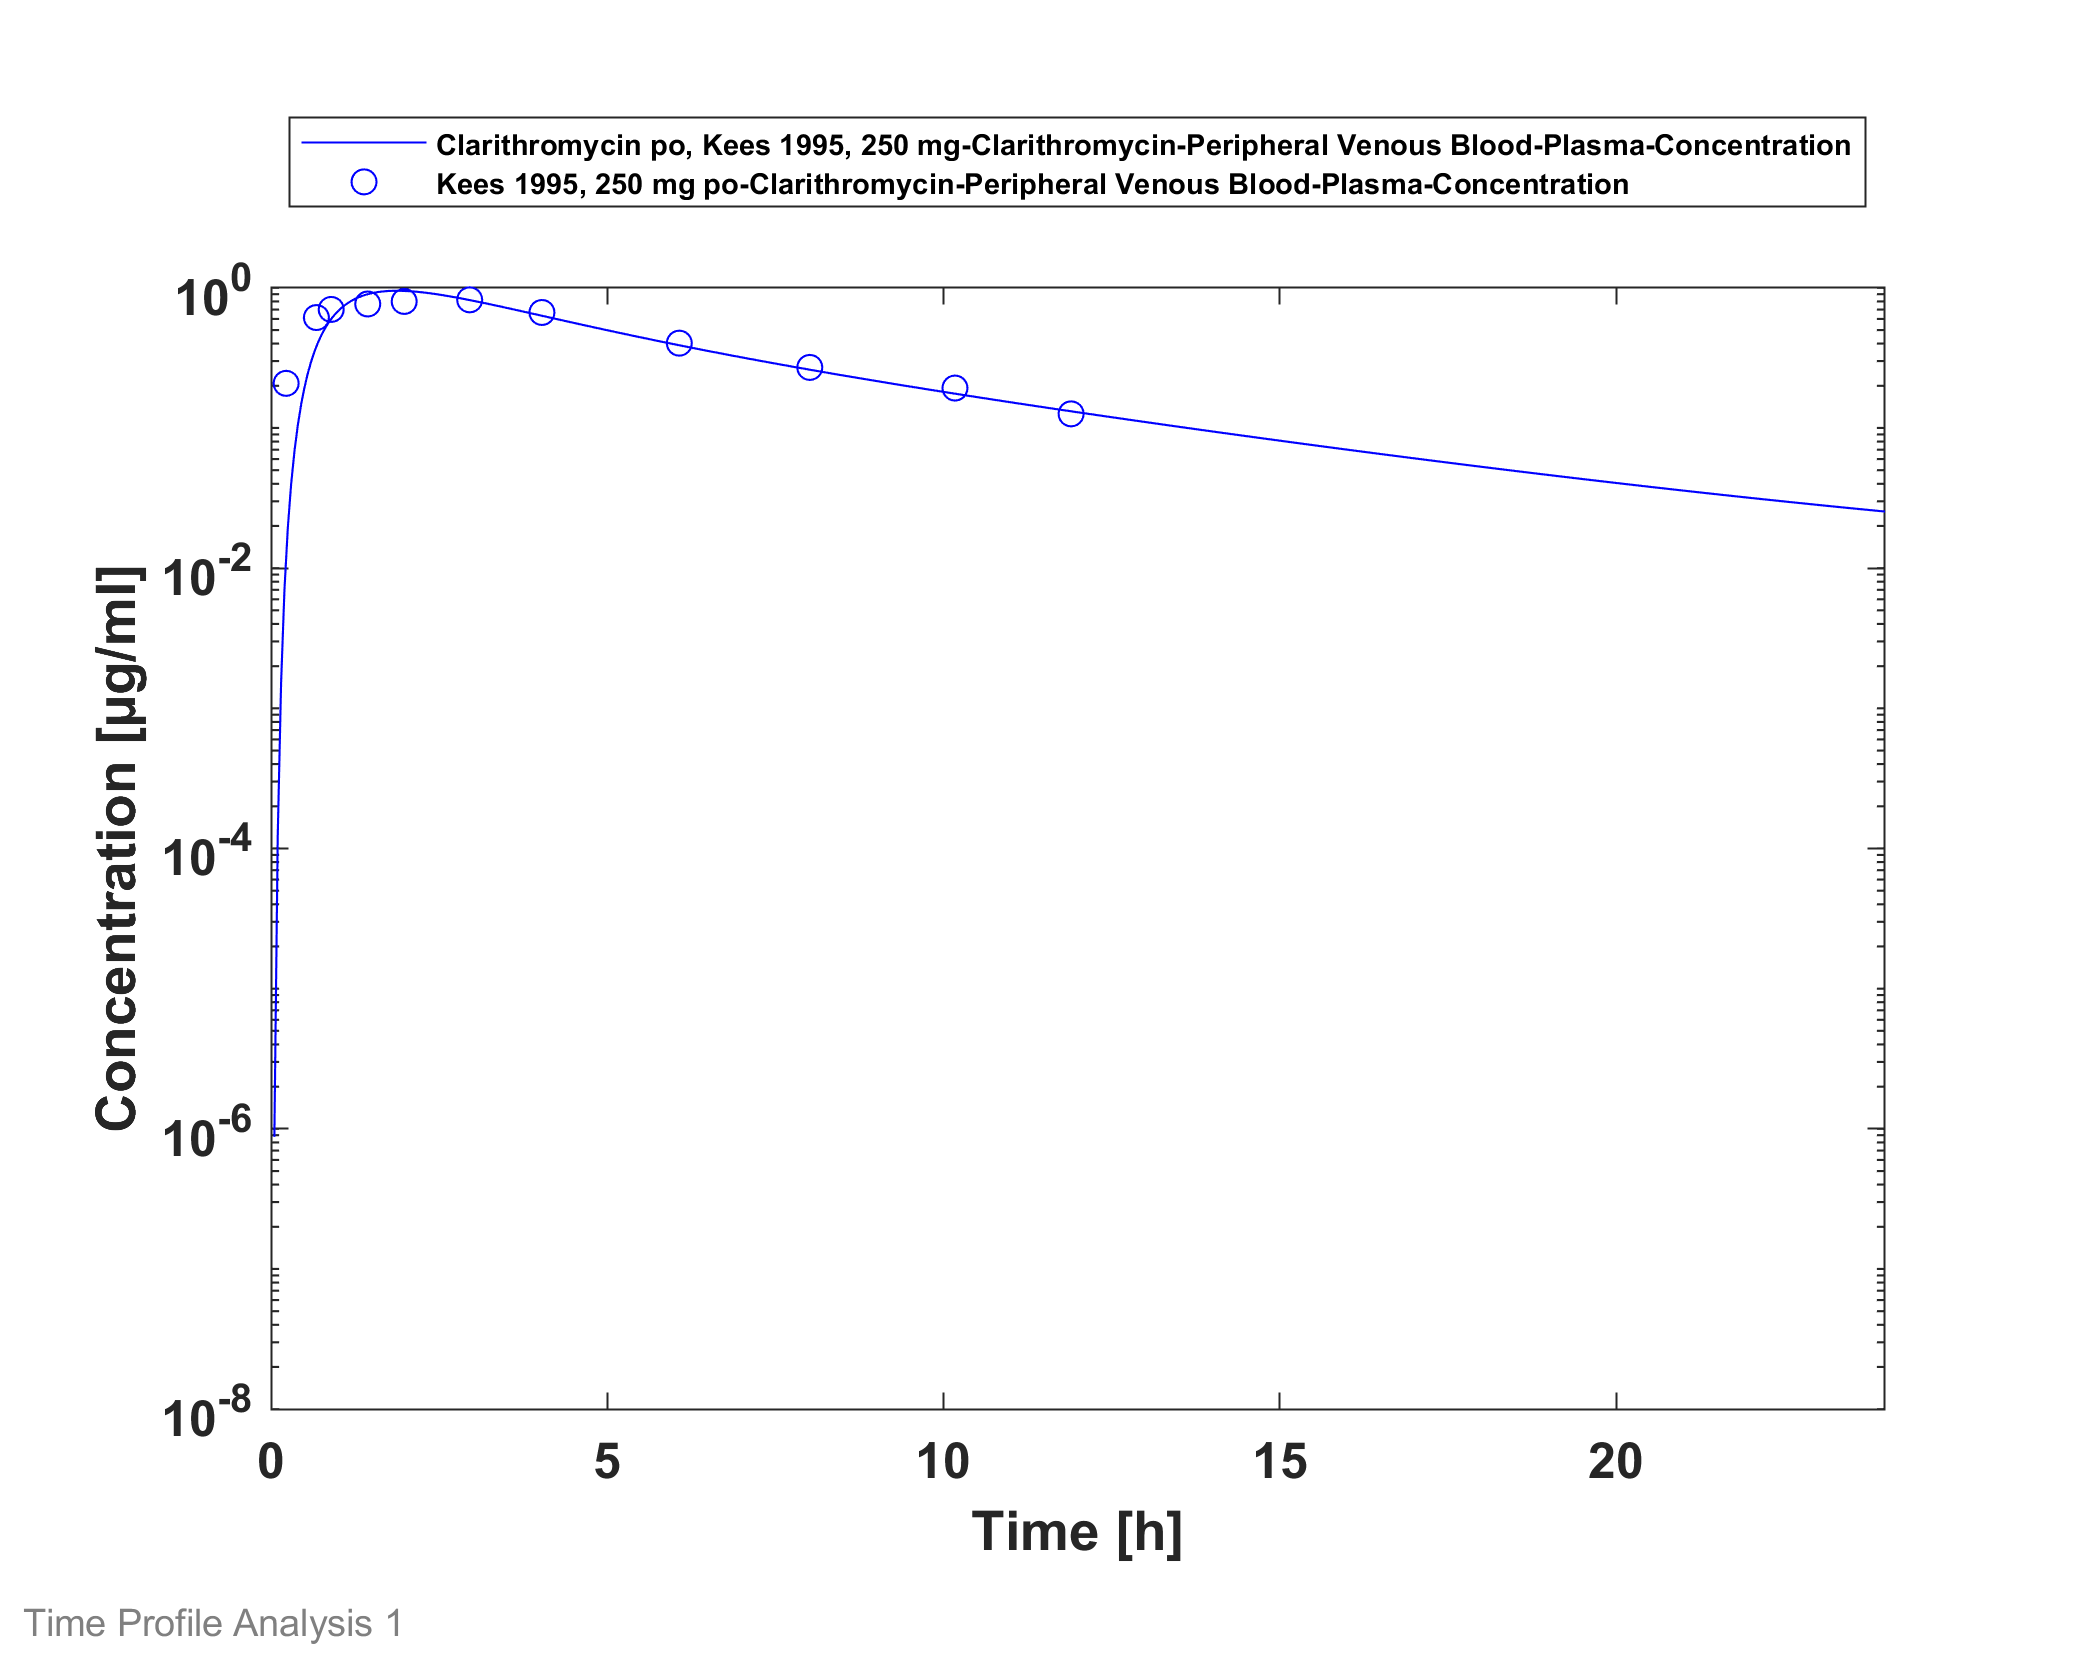 Clarithromycin po, Kees 1995, 250 mg-Clarithromycin-Peripheral Venous Blood-Plasma-Concentration
Kees 1995, 250 mg po-Clarithromycin-Peripheral Venous Blood-Plasma-Concentration
10^0
10^-2
10^-4
10^-6
10^-8
Concentration [µg/ml]
0 5 10 15 20
Time [h]
Time Profile Analysis 1